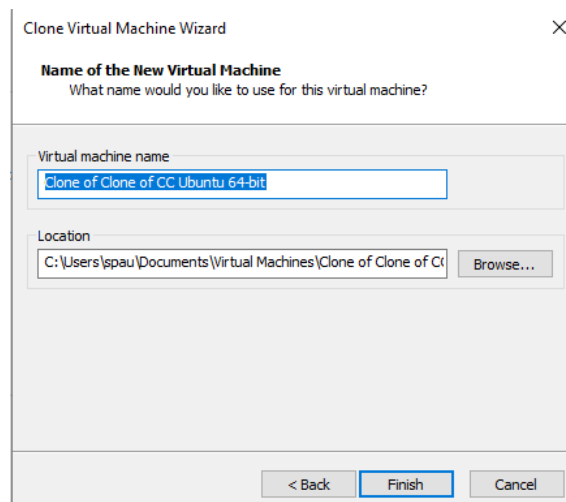 Clone Virtual Machine Wizard
Name of the New Virtual Machine
What name would you like to use for this virtual machine?
Virtual machine name
Clone of Clone of CC Ubuntu 64-bit
Location
C:\Users\spau\Documents\Virtual Machines\Clone of Clone of CC
Browse...
< Back
Finish
Cancel